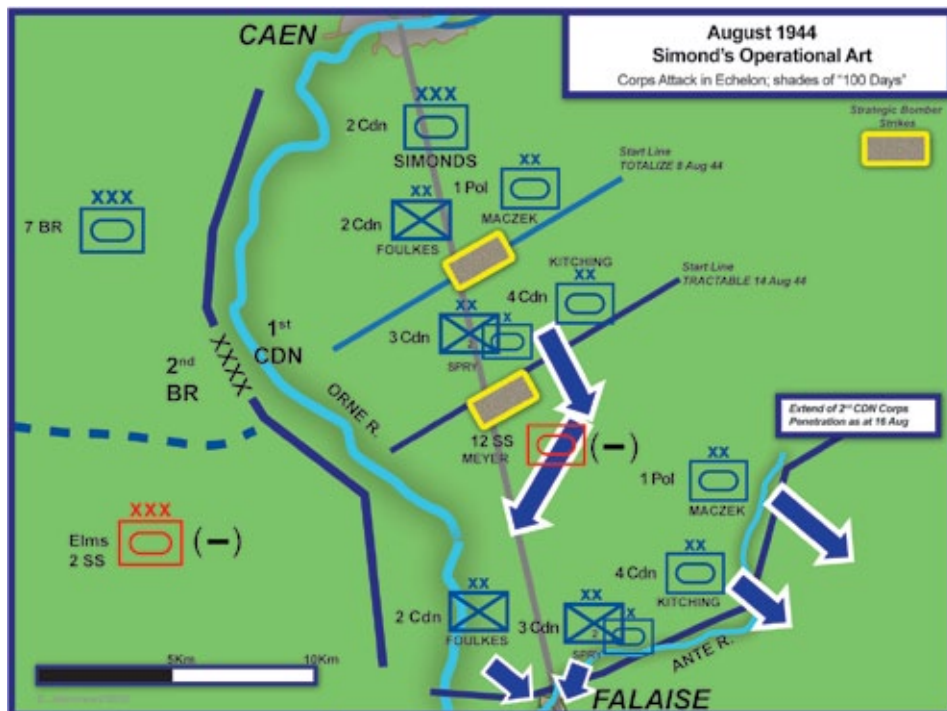 CAEN
August 1944
Simond's Operational Art
Corps Attack in Echelon; shades of "100 Days"
Strategic Bomber
Strikes
XXX
2 Cdn
SIMONDS
XX
1 Pol
MACZEK
XX
2 Cdn
FOULKES
Start Line
TOTALIZE 8 Aug 44
XXX
7 BR
KITCHING
XX
4 Cdn
Start Line
TRACTABLE 14 Aug 44
XX
3 Cdn
X
2
SPRY
1st
CDN
XXXX
2nd
BR
ORNE R.
12 SS
MEYER
(-)
Extend of 2nd CDN Corps
Penetration as at 16 Aug
XX
1 Pol
MACZEK
XXX
Elms
2 SS
(-)
XX
4 Cdn
KITCHING
XX
2 Cdn
FOULKES
XX
3 Cdn
X
2
SPRY
ANTE R.
5Km
10Km
FALAISE